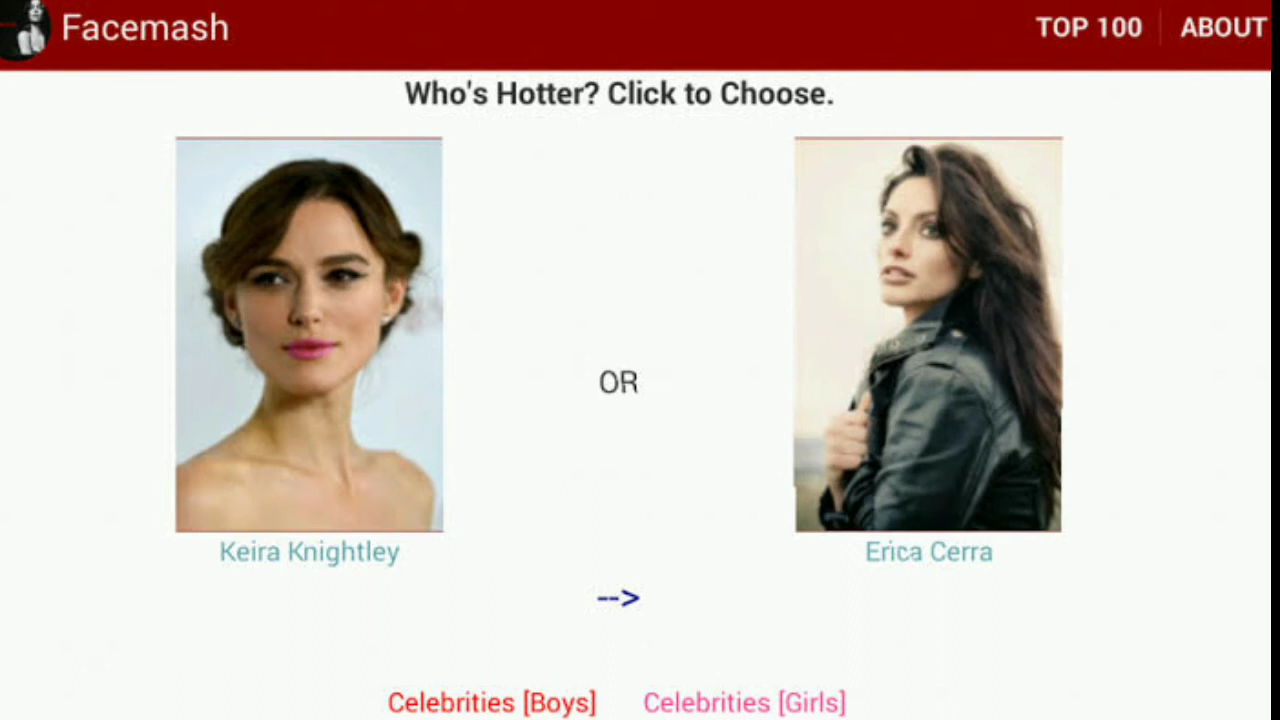 Facemash
TOP 100
ABOUT
Who's Hotter? Click to Choose.
OR
Keira Knightley
Erica Cerra
-->
Celebrities [Boys]
Celebrities [Girls]